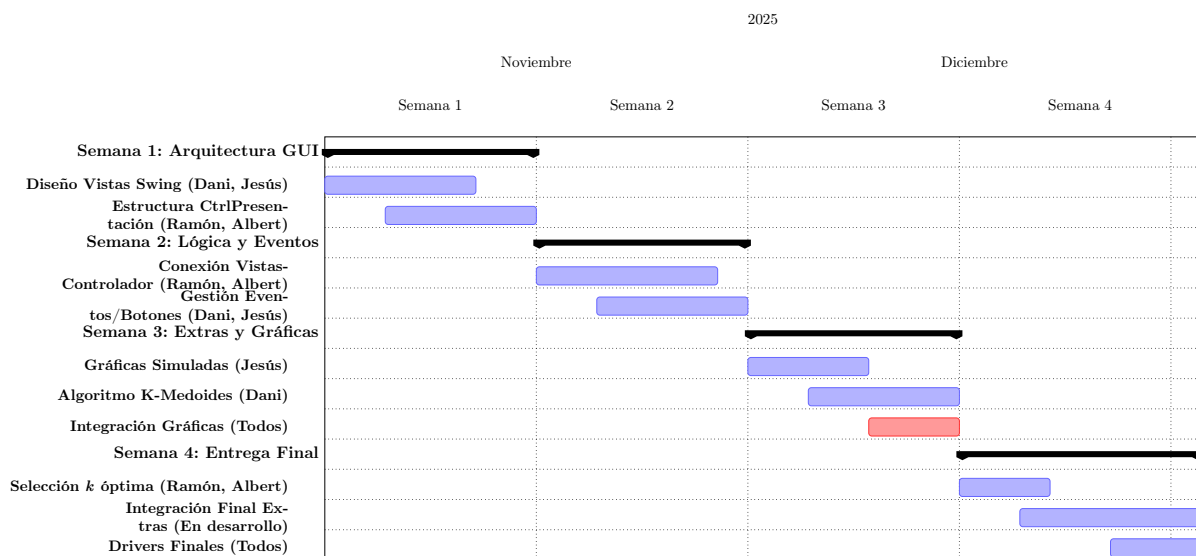 2025
Noviembre
Diciembre
Semana 1
Semana 2
Semana 3
Semana 4
Semana 1: Arquitectura GUI
Diseño Vistas Swing (Dani, Jesús)
Estructura CtrlPresen-
tación (Ramón, Albert)
Semana 2: Lógica y Eventos
Conexión Vistas-
Controlador (Ramón, Albert)
Gestión Even-
tos/Botones (Dani, Jesús)
Semana 3: Extras y Gráficas
Gráficas Simuladas (Jesús)
Algoritmo K-Medoides (Dani)
Integración Gráficas (Todos)
Semana 4: Entrega Final
Selección k óptima (Ramón, Albert)
Integración Final Ex-
tras (En desarrollo)
Drivers Finales (Todos)